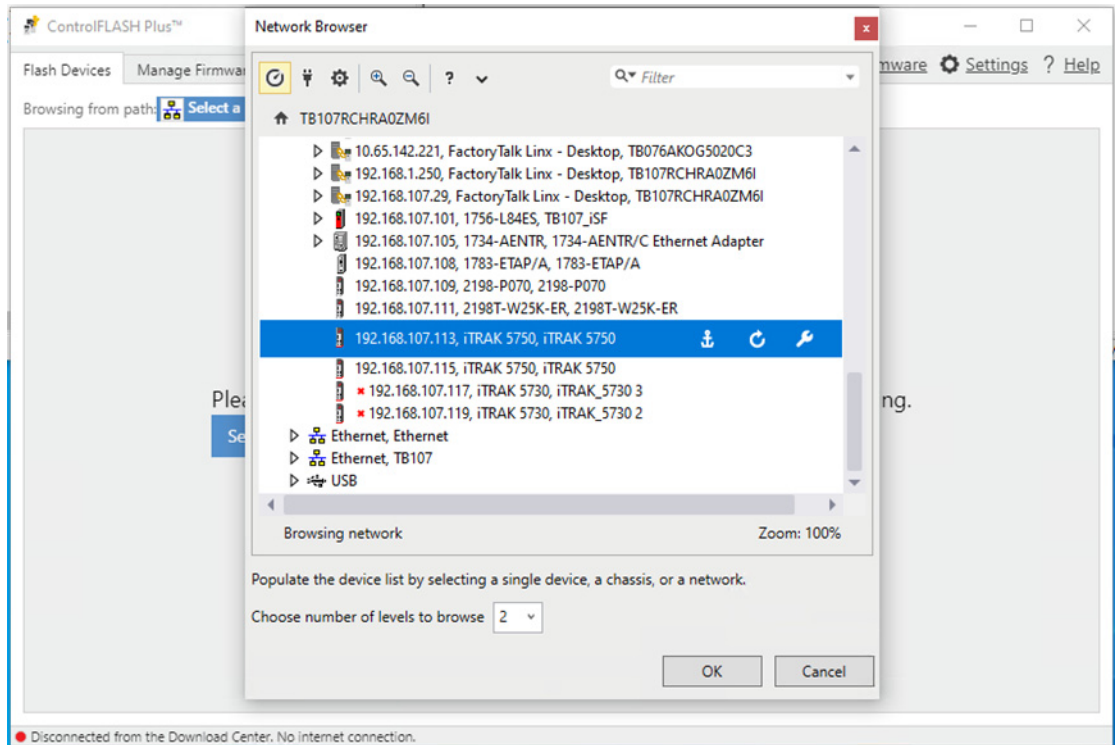 ControlFLASH Plus™
Network Browser
Flash Devices
Manage Firmwa
nmware
Settings
? Help
Filter
Browsing from path:
Select a
TB107RCHRA0ZM6I
10.65.142.221, FactoryTalk Linx - Desktop, TB076AKOG5020C3
192.168.1.250, FactoryTalk Linx - Desktop, TB107RCHRA0ZM6I
192.168.107.29, FactoryTalk Linx - Desktop, TB107RCHRA0ZM6I
192.168.107.101, 1756-L84ES, TB107_iSF
192.168.107.105, 1734-AENTR, 1734-AENTR/C Ethernet Adapter
192.168.107.108, 1783-ETAP/A, 1783-ETAP/A
192.168.107.109, 2198-P070, 2198-P070
192.168.107.111, 2198T-W25K-ER, 2198T-W25K-ER
192.168.107.113, iTRAK 5750, iTRAK 5750
192.168.107.115, iTRAK 5750, iTRAK 5750
192.168.107.117, iTRAK 5730, iTRAK_5730 3
192.168.107.119, iTRAK 5730, iTRAK_5730 2
Plea
ng.
Se
Ethernet, Ethernet
Ethernet, TB107
USB
Browsing network
Zoom: 100%
Populate the device list by selecting a single device, a chassis, or a network.
Choose number of levels to browse 2
OK
Cancel
Disconnected from the Download Center. No internet connection.